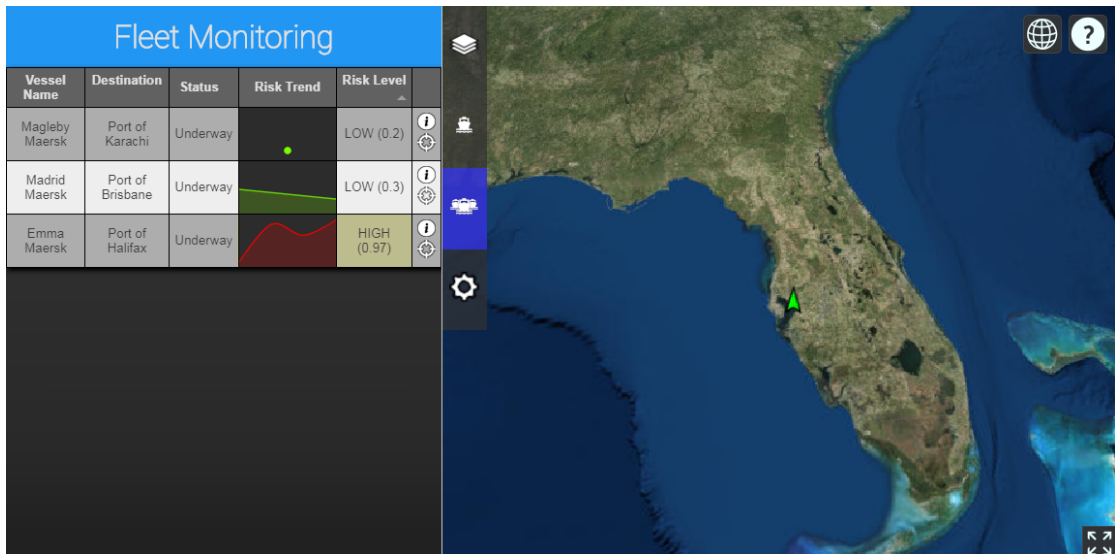 Fleet Monitoring
Vessel Name Destination Status Risk Trend Risk Level
Magleby Maersk Port of Karachi Underway LOW (0.2) i
Madrid Maersk Port of Brisbane Underway LOW (0.3) i
Emma Maersk Port of Halifax Underway HIGH (0.97) i
?